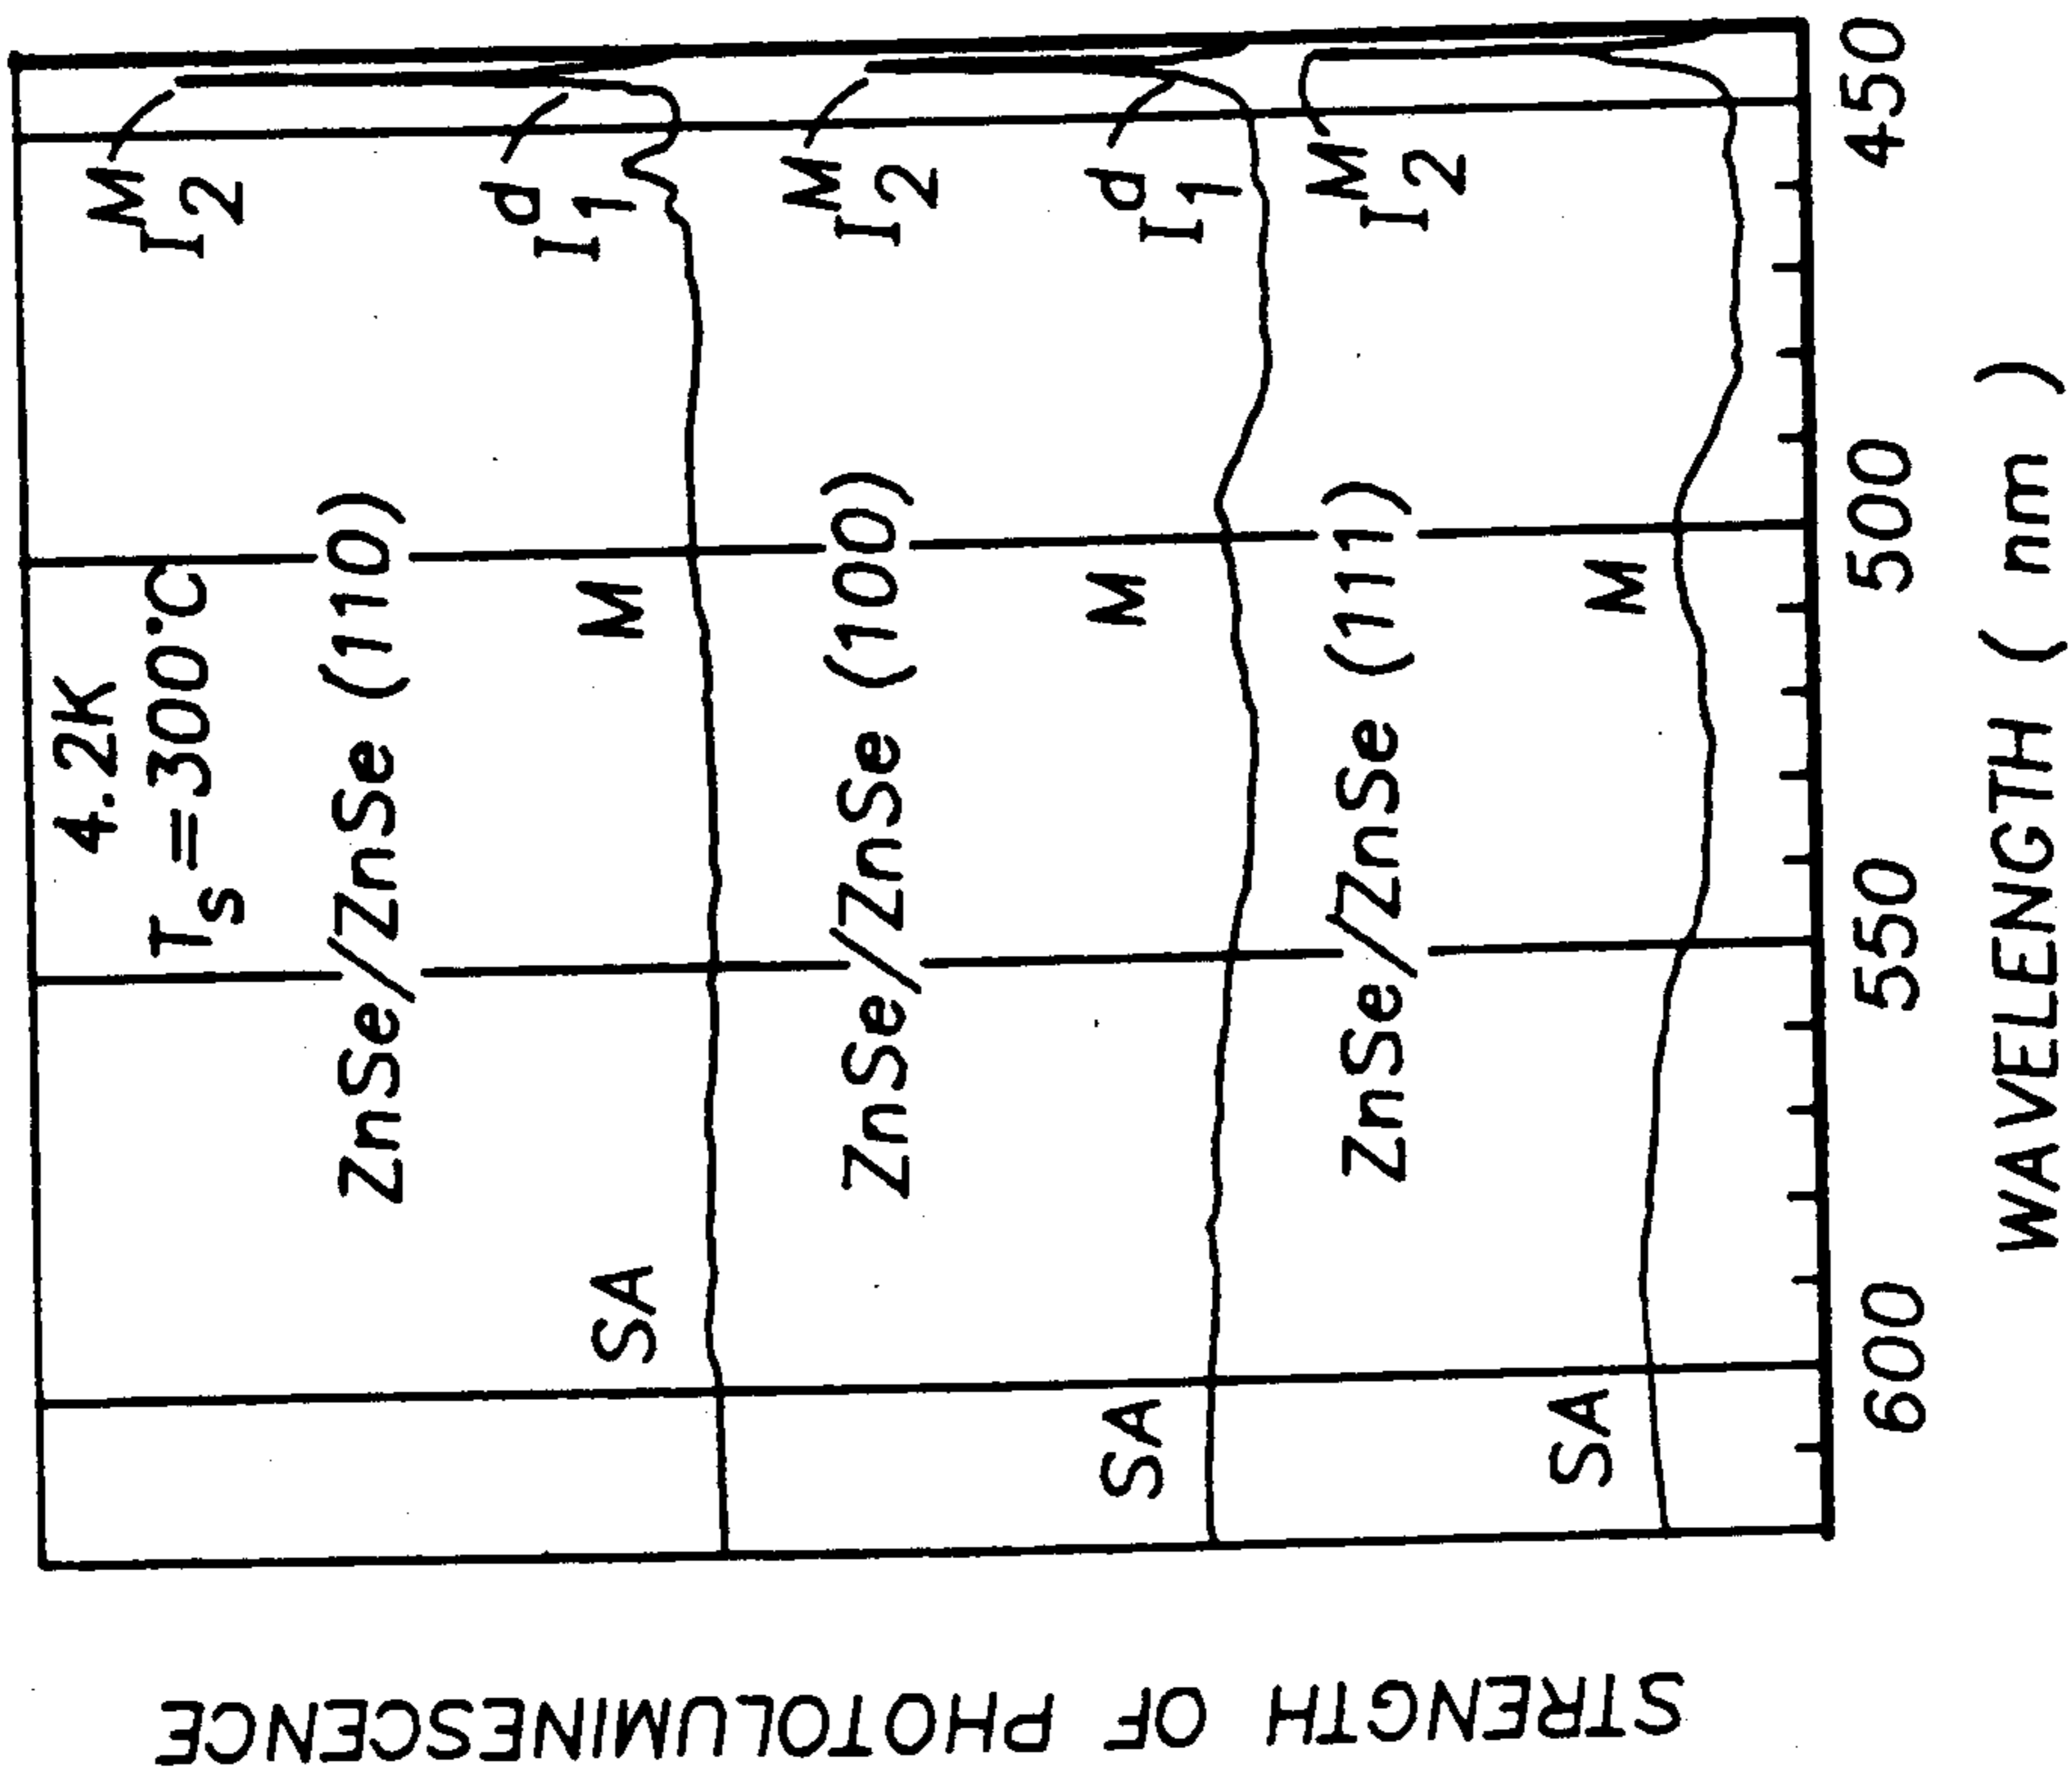 STRENGTH OF PHOTOLUMINESCENCE
4.2K
Ts=300°C
ZnSe/ZnSe (110)
I2M
I1d
SA
M
ZnSe/ZnSe (100)
I2M
I1d
SA
M
ZnSe/ZnSe (111)
I2M
SA
M
600
550
500
450
WAVELENGTH ( nm )